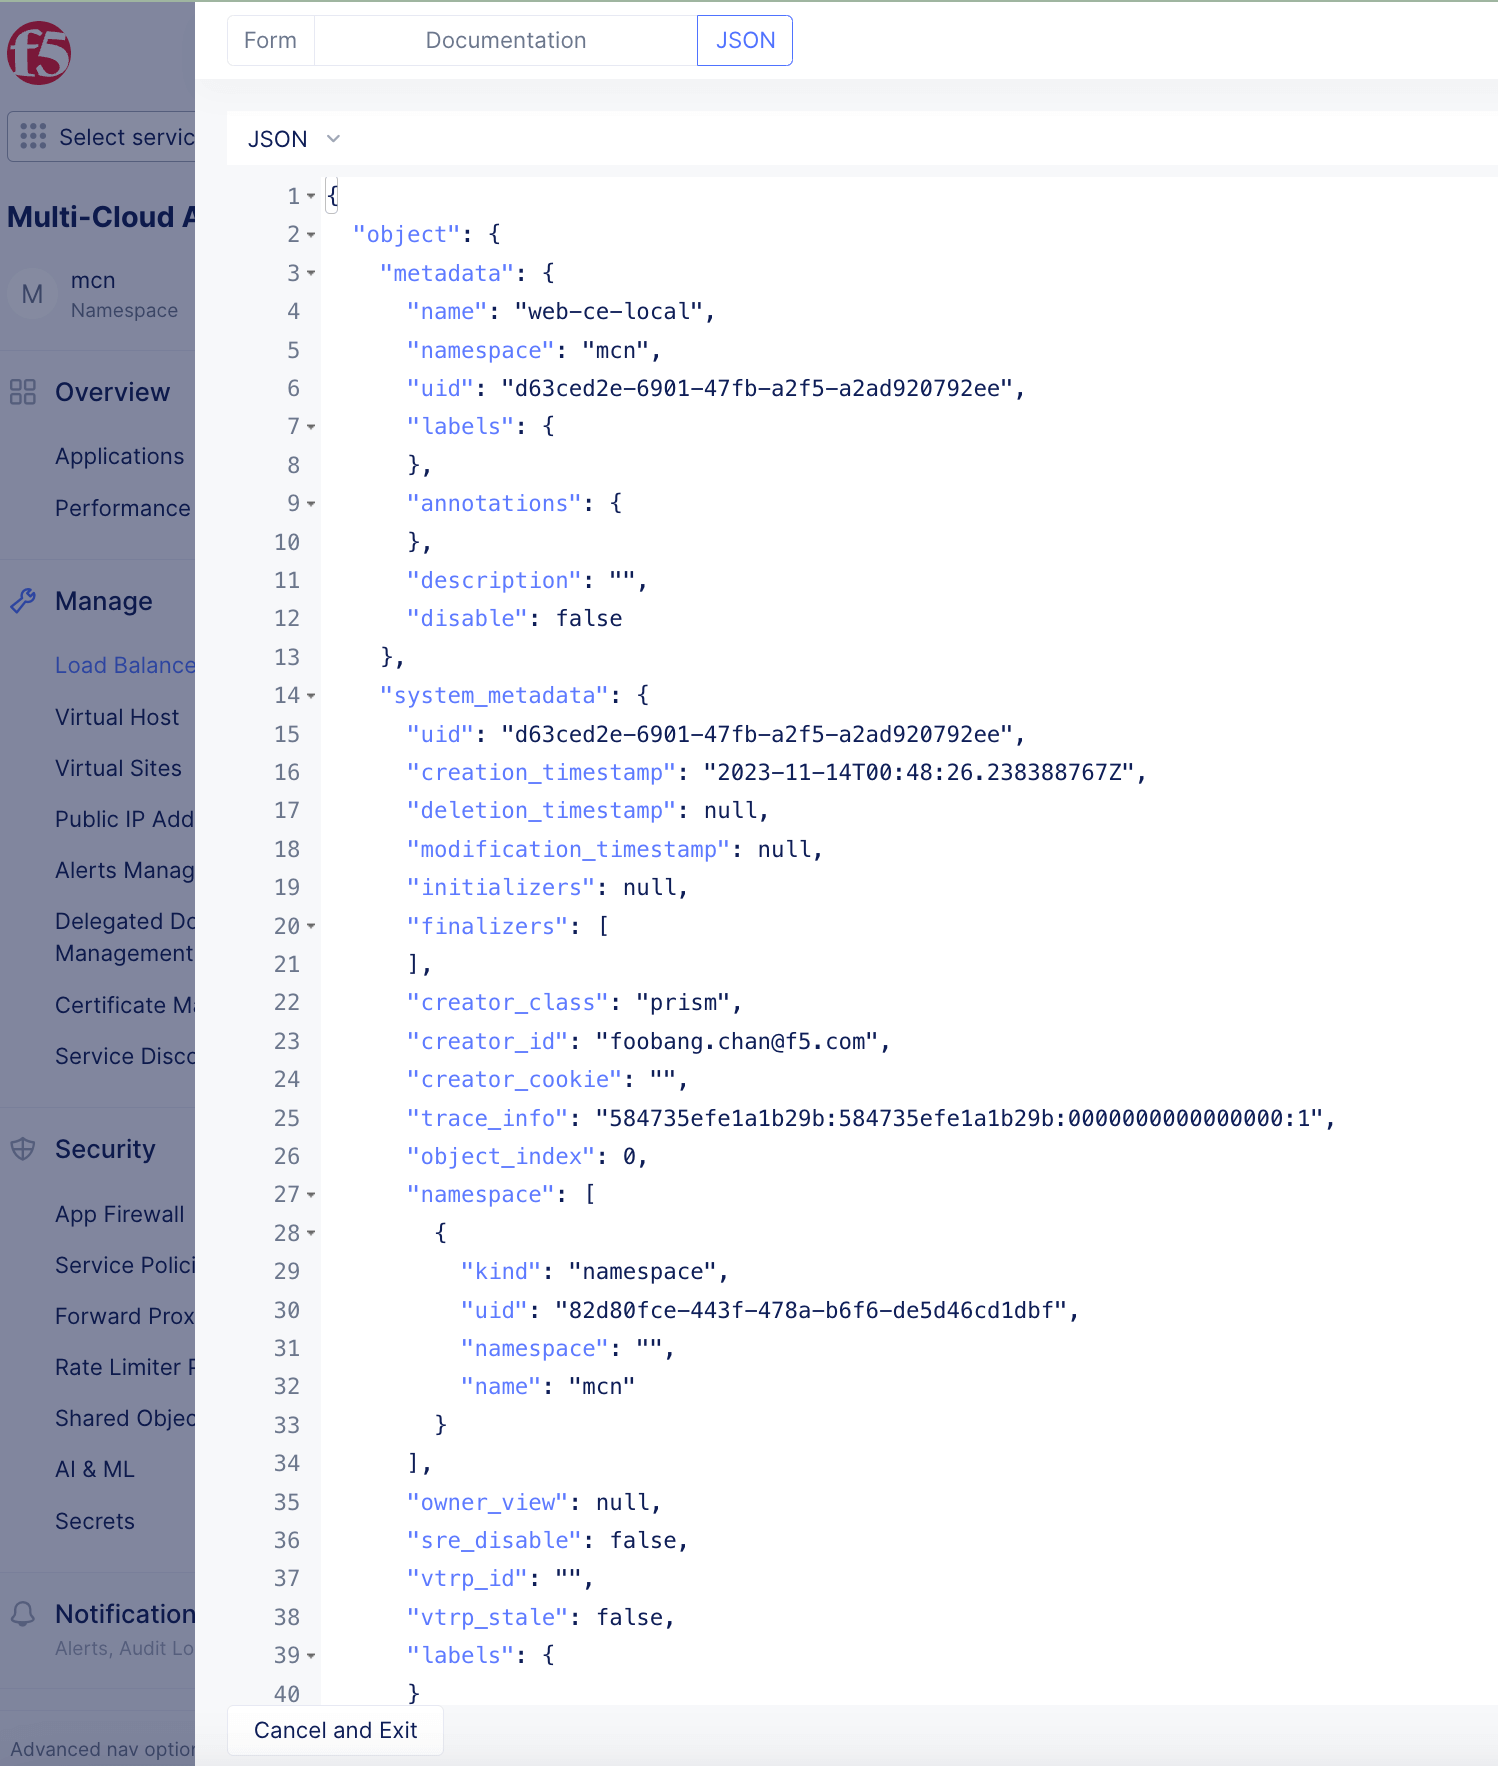 f5
Select servic
Multi-Cloud A
M
mcn
Namespace
Overview
Applications
Performance
Manage
Load Balance
Virtual Host
Virtual Sites
Public IP Add
Alerts Manag
Delegated Do
Management
Certificate Ma
Service Disco
Security
App Firewall
Service Polici
Forward Prox
Rate Limiter P
Shared Objec
AI & ML
Secrets
Notification
Alerts, Audit Lo
Advanced nav option
Form
Documentation
JSON
JSON
1 {
2 "object": {
3 "metadata": {
4 "name": "web-ce-local",
5 "namespace": "mcn",
6 "uid": "d63ced2e-6901-47fb-a2f5-a2ad920792ee",
7 "labels": {
8 },
9 "annotations": {
10 },
11 "description": "",
12 "disable": false
13 },
14 "system_metadata": {
15 "uid": "d63ced2e-6901-47fb-a2f5-a2ad920792ee",
16 "creation_timestamp": "2023-11-14T00:48:26.238388767Z",
17 "deletion_timestamp": null,
18 "modification_timestamp": null,
19 "initializers": null,
20 "finalizers": [
21 ],
22 "creator_class": "prism",
23 "creator_id": "foobang.chan@f5.com",
24 "creator_cookie": "",
25 "trace_info": "584735efe1a1b29b:584735efe1a1b29b:0000000000000000:1",
26 "object_index": 0,
27 "namespace": [
28 {
29 "kind": "namespace",
30 "uid": "82d80fce-443f-478a-b6f6-de5d46cd1dbf",
31 "namespace": "",
32 "name": "mcn"
33 }
34 ],
35 "owner_view": null,
36 "sre_disable": false,
37 "vtrp_id": "",
38 "vtrp_stale": false,
39 "labels": {
40 }
Cancel and Exit